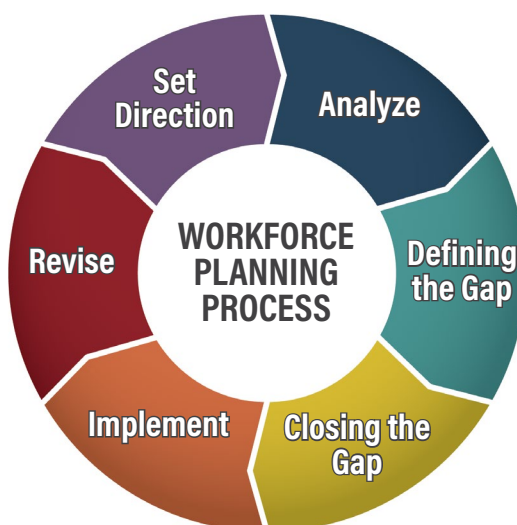 WORKFORCE
PLANNING
PROCESS
Set
Direction
Analyze
Defining
the Gap
Closing the
Gap
Implement
Revise